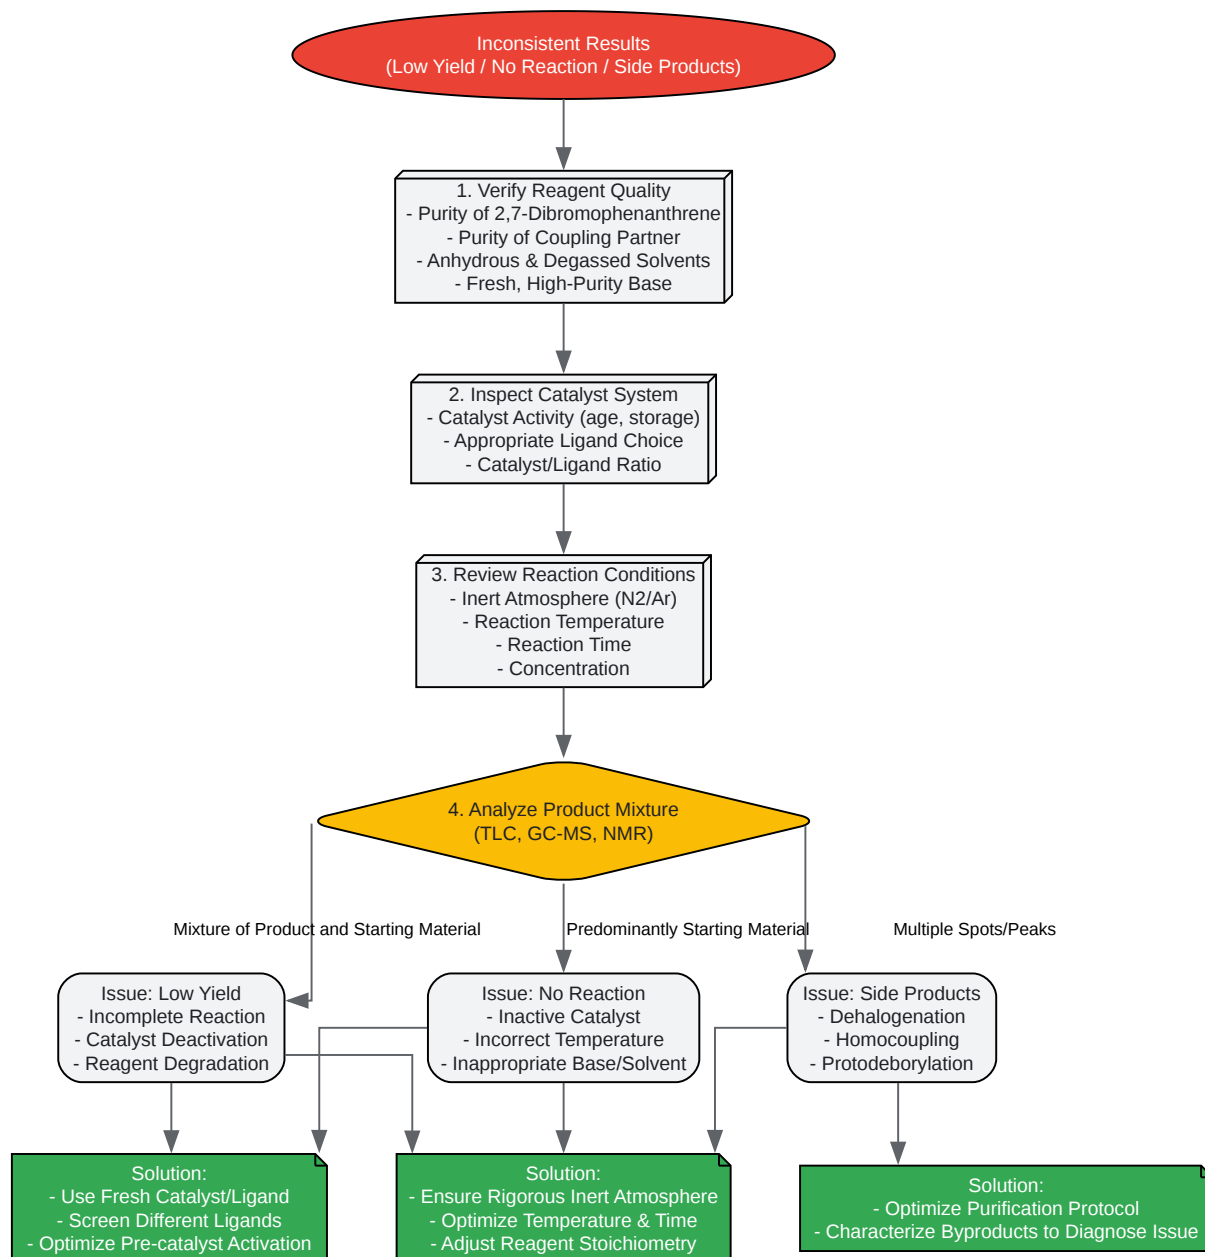 Inconsistent Results
(Low Yield / No Reaction / Side Products)
1. Verify Reagent Quality
- Purity of 2,7-Dibromophenanthrene
- Purity of Coupling Partner
- Anhydrous & Degassed Solvents
- Fresh, High-Purity Base
2. Inspect Catalyst System
- Catalyst Activity (age, storage)
- Appropriate Ligand Choice
- Catalyst/Ligand Ratio
3. Review Reaction Conditions
- Inert Atmosphere (N2/Ar)
- Reaction Temperature
- Reaction Time
- Concentration
4. Analyze Product Mixture
(TLC, GC-MS, NMR)
Mixture of Product and Starting Material
Predominantly Starting Material
Multiple Spots/Peaks
Issue: Low Yield
- Incomplete Reaction
- Catalyst Deactivation
- Reagent Degradation
Issue: No Reaction
- Inactive Catalyst
- Incorrect Temperature
- Inappropriate Base/Solvent
Issue: Side Products
- Dehalogenation
- Homocoupling
- Protodeborylation
Solution:
- Use Fresh Catalyst/Ligand
- Screen Different Ligands
- Optimize Pre-catalyst Activation
Solution:
- Ensure Rigorous Inert Atmosphere
- Optimize Temperature & Time
- Adjust Reagent Stoichiometry
Solution:
- Optimize Purification Protocol
- Characterize Byproducts to Diagnose Issue